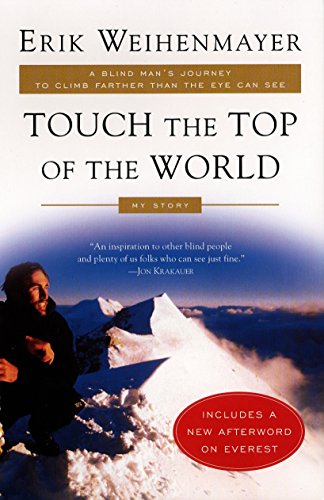 ERIK WEIHENMAYER
A BLIND MAN'S JOURNEY
TO CLIMB FARTHER THAN THE EYE CAN SEE
TOUCH THE TOP
OF THE WORLD
MY STORY
"An inspiration to other blind people
and plenty of us folks who can see just fine."
—JON KRAKAUER
INCLUDES A
NEW AFTERWORD
ON EVEREST